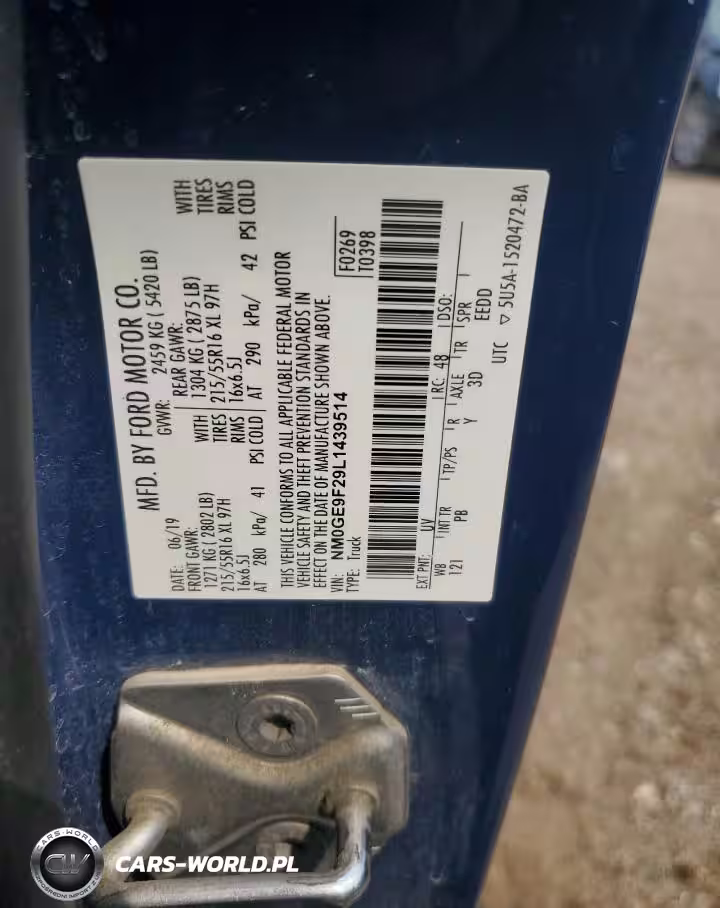 MFD. BY FORD MOTOR CO.
DATE: 06/19
GVWR: 2459 KG ( 5420 LB)
FRONT GAWR:
1271 KG ( 2802 LB)
WITH
215/55R16 XL 97H
TIRES
16x6.5J
RIMS
AT 280 kPa/ 41 PSI COLD
REAR GAWR:
1304 KG ( 2875 LB)
WITH
215/55R16 XL 97H
TIRES
16x6.5J
RIMS
AT 290 kPa/ 42 PSI COLD
THIS VEHICLE CONFORMS TO ALL APPLICABLE FEDERAL MOTOR
VEHICLE SAFETY AND THEFT PREVENTION STANDARDS IN
EFFECT ON THE DATE OF MANUFACTURE SHOWN ABOVE.
VIN: NM0GE9F29L1439514
TYPE: Truck
F0269
T0398
EXT PNT: UV RC: 48 DSO:
WB INT TR TP/PS R AXLE TR SPR
121 PB Y 3D EEDD
UTC ▽ 5U5A-1520472-BA
CARS-WORLD
CW
CARS-WORLD.PL